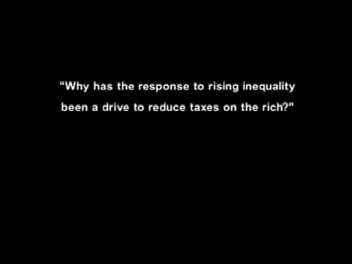 "Why has the response to rising inequality
been a drive to reduce taxes on the rich?"